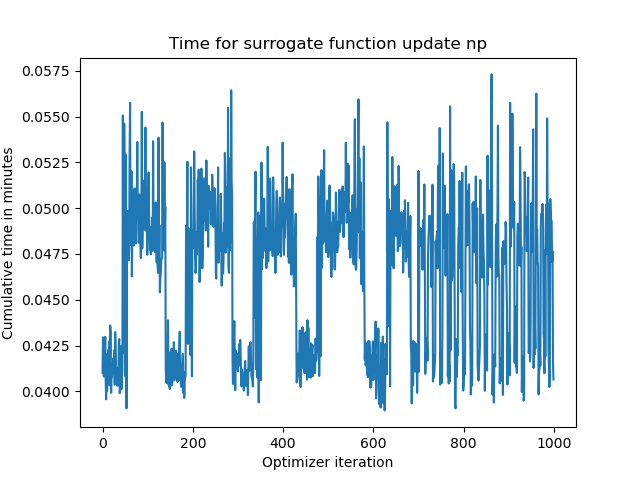 Time for surrogate function update np
Cumulative time in minutes
0.0575
0.0550
0.0525
0.0500
0.0475
0.0450
0.0425
0.0400
0 200 400 600 800 1000
Optimizer iteration